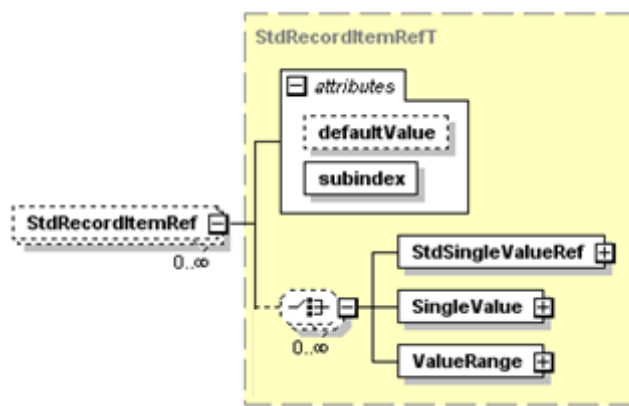 StdRecordItemRefT
attributes
defaultValue
subindex
StdRecordItemRef
0..∞
StdSingleValueRef
SingleValue
0..∞
ValueRange